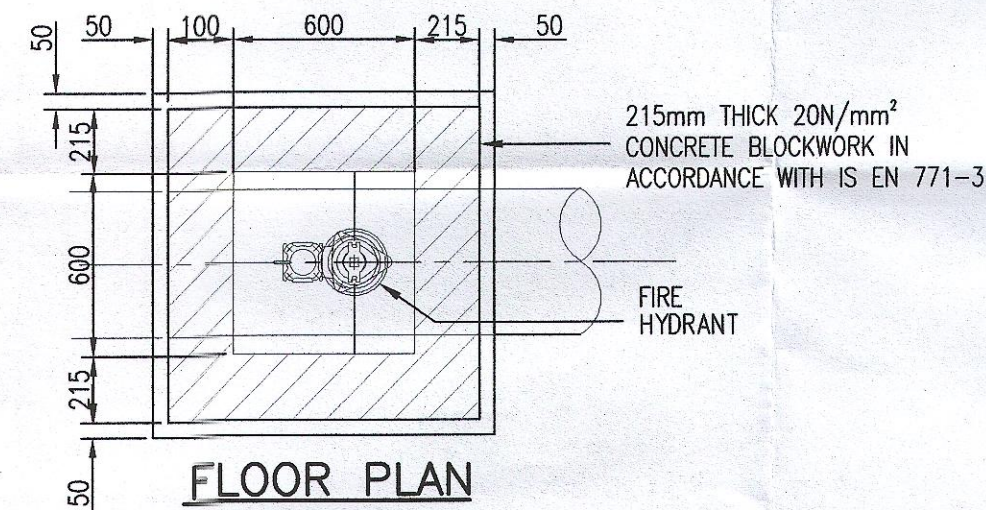 50 100 600 215 50
50
215
600
215
50
215mm THICK 20N/mm²
CONCRETE BLOCKWORK IN
ACCORDANCE WITH IS EN 771-3
FIRE
HYDRANT
FLOOR PLAN